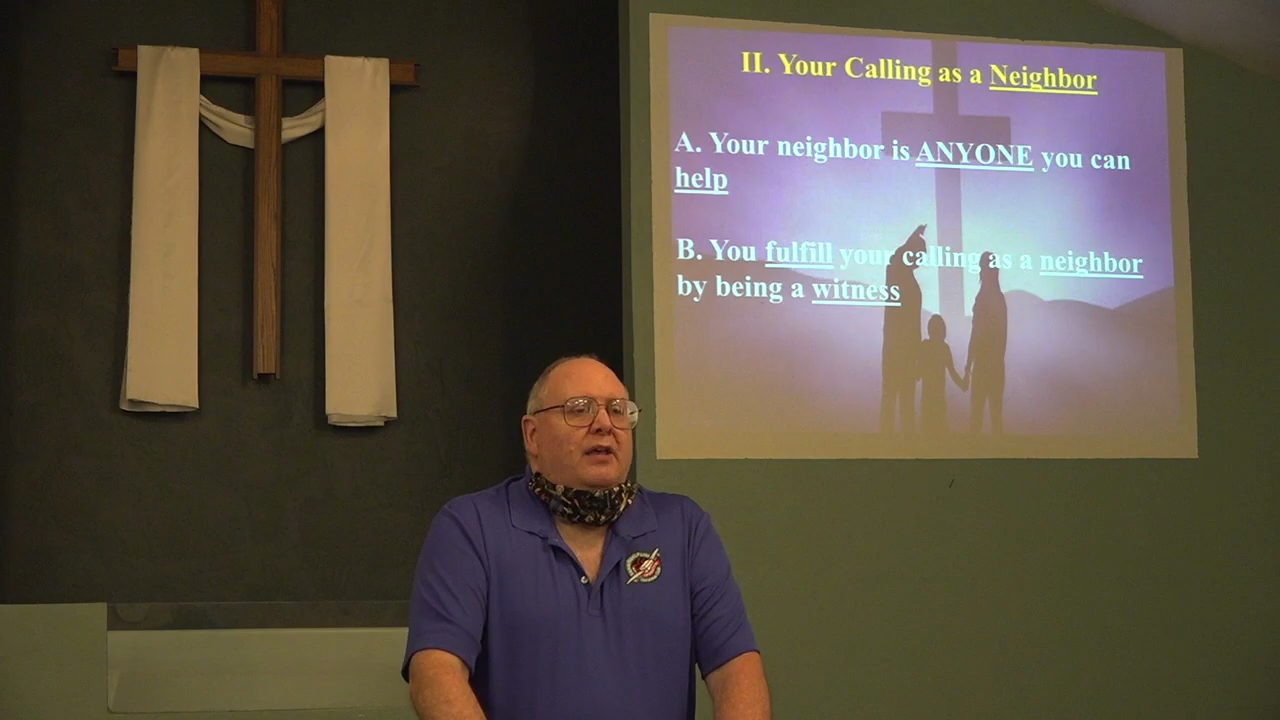 II. Your Calling as a Neighbor
A. Your neighbor is ANYONE you can
help
B. You fulfill your calling as a neighbor
by being a witness